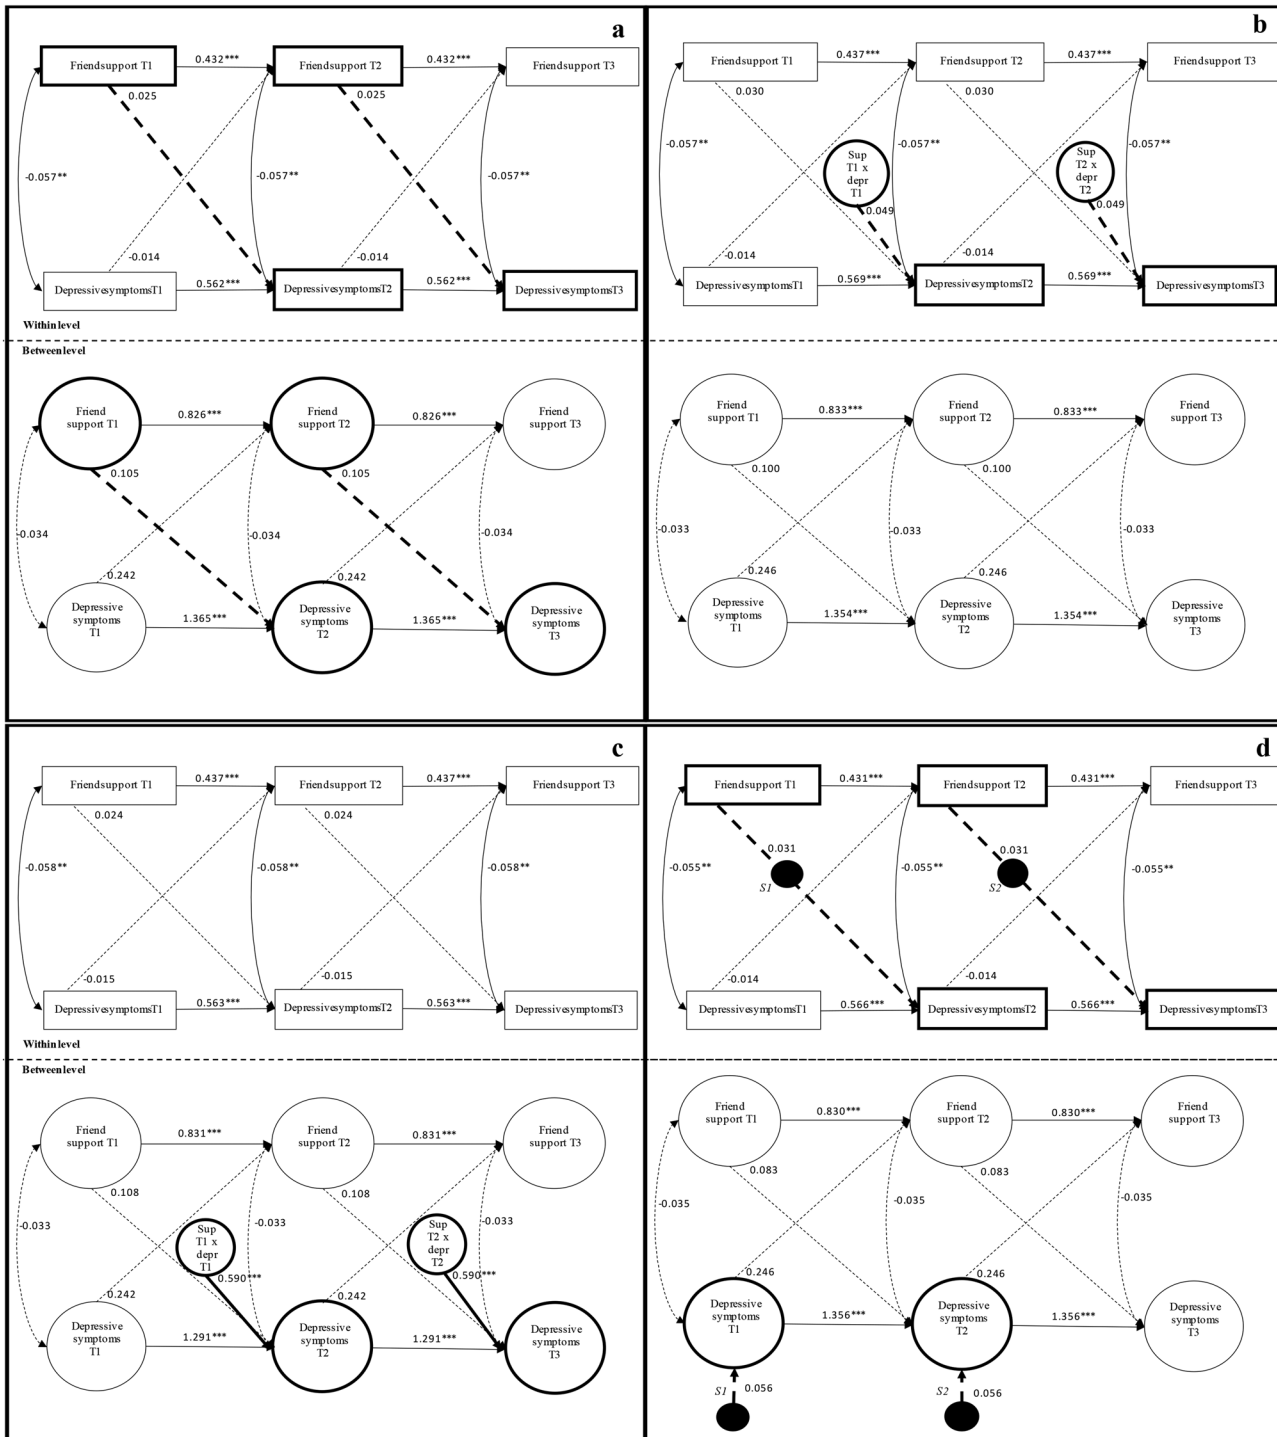 a
Friendsupport T1
0.432***
Friendsupport T2
0.432***
Friendsupport T3
0.025
0.025
-0.057**
-0.057**
-0.057**
-0.014
-0.014
DepressivesymptomsT1
0.562***
DepressivesymptomsT2
0.562***
DepressivesymptomsT3
Withinlevel
Betweenlevel
Friend
support T1
0.826***
Friend
support T2
0.826***
Friend
support T3
0.105
0.105
-0.034
-0.034
-0.034
0.242
0.242
Depressive
symptoms
T1
1.365***
Depressive
symptoms
T2
1.365***
Depressive
symptoms
T3
b
Friendsupport T1
0.437***
Friendsupport T2
0.437***
Friendsupport T3
0.030
0.030
-0.057**
-0.057**
-0.057**
Sup
T1 x
depr
T1
Sup
T2 x
depr
T2
0.049
0.049
-0.014
-0.014
DepressivesymptomsT1
0.569***
DepressivesymptomsT2
0.569***
DepressivesymptomsT3
Friend
support T1
0.833***
Friend
support T2
0.833***
Friend
support T3
0.100
0.100
-0.033
-0.033
-0.033
0.246
0.246
Depressive
symptoms
T1
1.354***
Depressive
symptoms
T2
1.354***
Depressive
symptoms
T3
c
Friendsupport T1
0.437***
Friendsupport T2
0.437***
Friendsupport T3
0.024
0.024
-0.058**
-0.058**
-0.058**
-0.015
-0.015
DepressivesymptomsT1
0.563***
DepressivesymptomsT2
0.563***
DepressivesymptomsT3
Withinlevel
Betweenlevel
Friend
support T1
0.831***
Friend
support T2
0.831***
Friend
support T3
0.108
0.108
-0.033
-0.033
-0.033
Sup
T1 x
depr
T1
Sup
T2 x
depr
T2
0.590***
0.590***
0.242
0.242
Depressive
symptoms
T1
1.291***
Depressive
symptoms
T2
1.291***
Depressive
symptoms
T3
d
Friendsupport T1
0.431***
Friendsupport T2
0.431***
Friendsupport T3
0.031
0.031
-0.055**
-0.055**
-0.055**
S1
S2
-0.014
-0.014
DepressivesymptomsT1
0.566***
DepressivesymptomsT2
0.566***
DepressivesymptomsT3
Friend
support T1
0.830***
Friend
support T2
0.830***
Friend
support T3
0.083
0.083
-0.035
-0.035
-0.035
0.246
0.246
Depressive
symptoms
T1
1.356***
Depressive
symptoms
T2
1.356***
Depressive
symptoms
T3
S1
0.056
S2
0.056